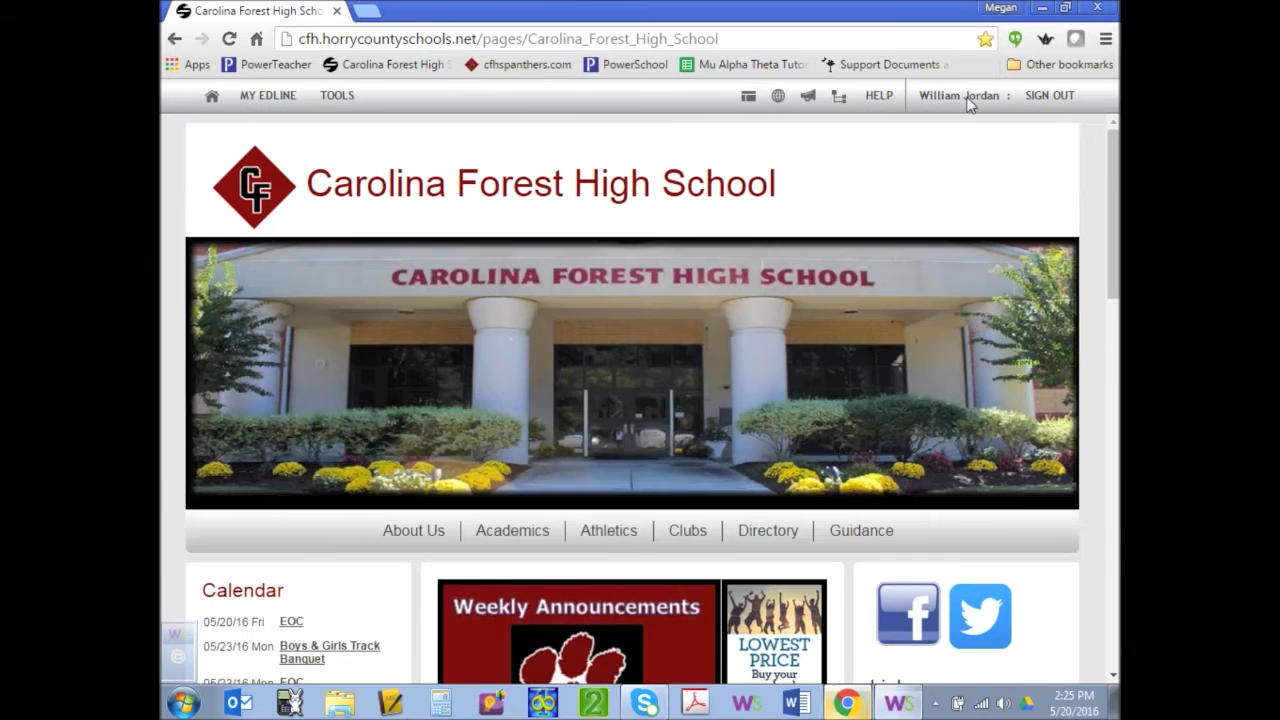 Carolina Forest High Scho
Megan
cfh.horrycountyschools.net/pages/Carolina_Forest_High_School
Apps PowerTeacher Carolina Forest High S cfhspanthers.com PowerSchool Mu Alpha Theta Tuto Support Documents a Other bookmarks
MY EDLINE TOOLS HELP William Jordan : SIGN OUT
CF
Carolina Forest High School
CAROLINA FOREST HIGH SCHOOL
About Us | Academics | Athletics | Clubs | Directory | Guidance
Calendar
05/20/16 Fri EOC
05/23/16 Mon Boys & Girls Track
Banquet
Weekly Announcements
LOWEST
PRICE
Buy your
2:25 PM
5/20/2016